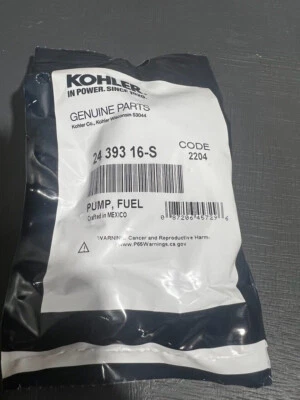 KOHLER
IN POWER. SINCE 1920.
GENUINE PARTS
Kohler Co., Kohler Wisconsin 53044
24 393 16-S
CODE
2204
PUMP, FUEL
Crafted in MEXICO
WARNING: Cancer and Reproductive Harm.
www.P65Warnings.ca.gov